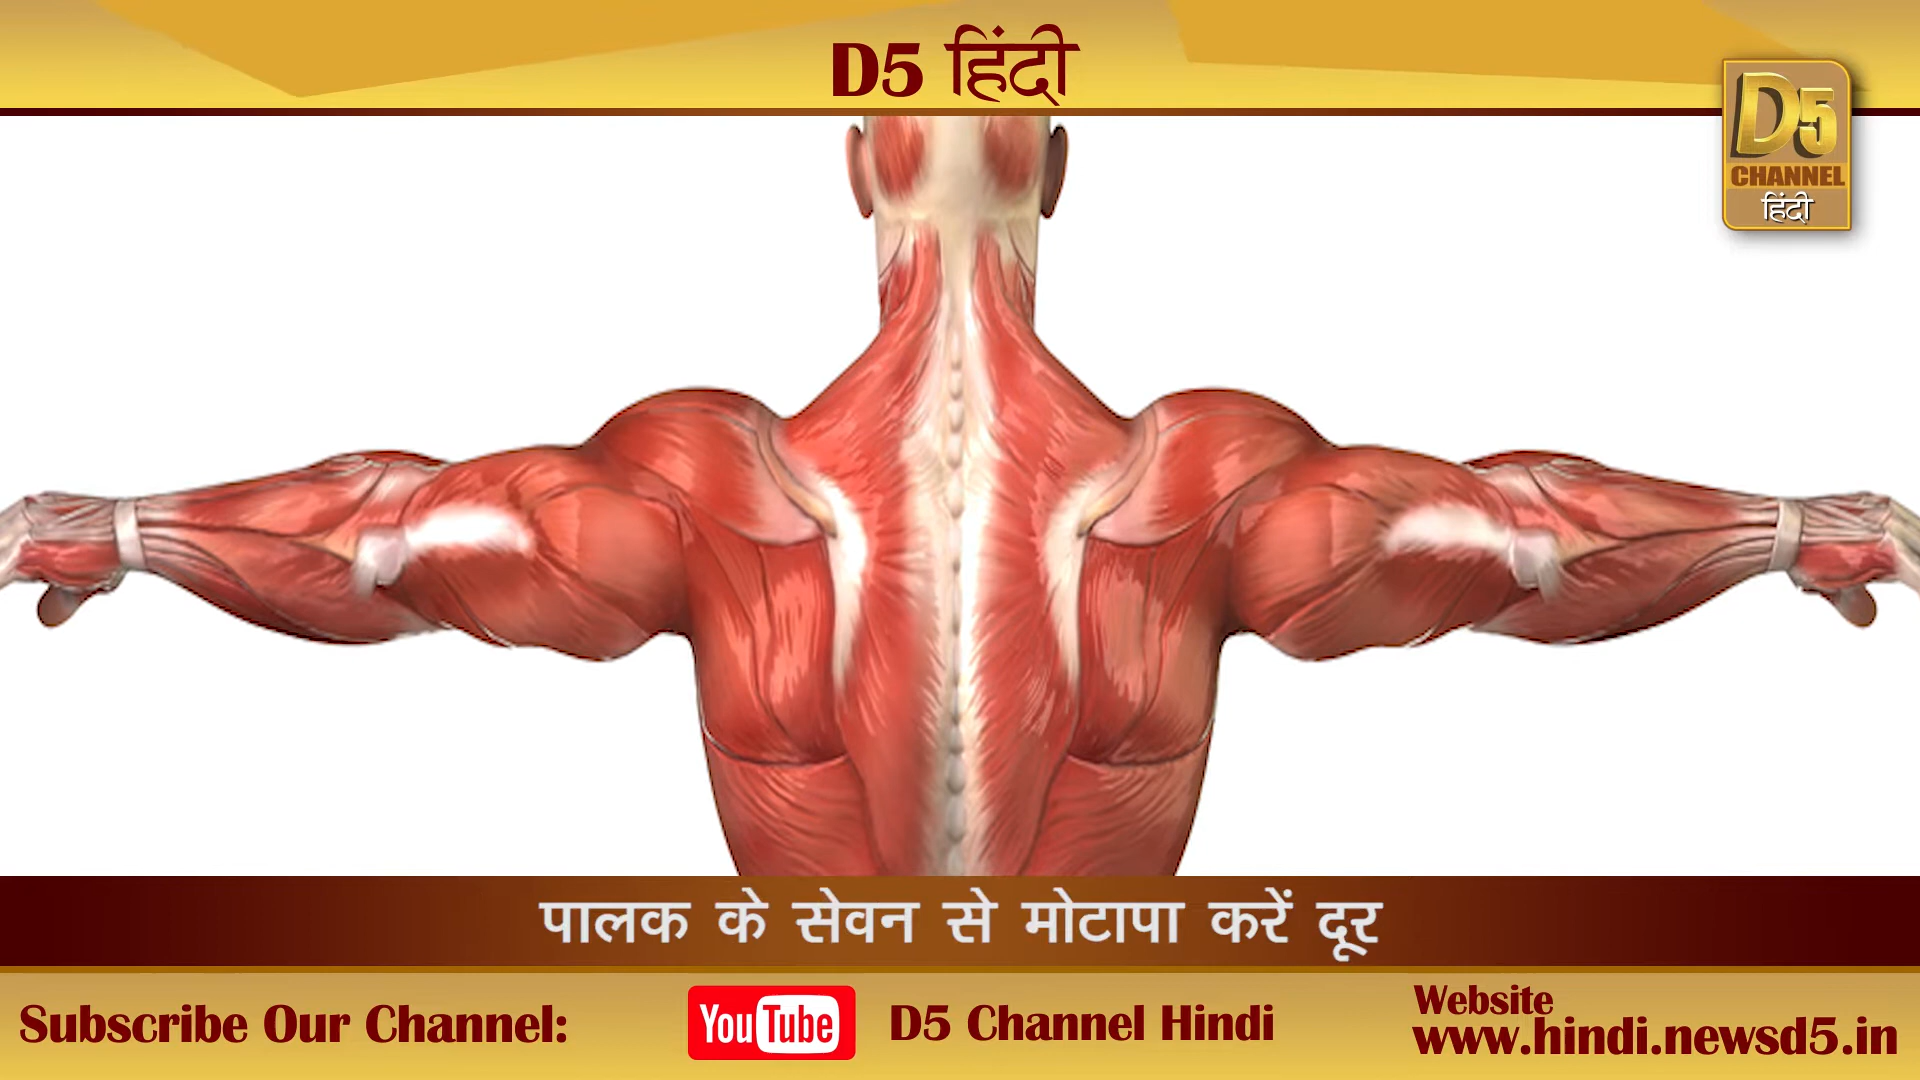 D5 हिंदी
D5
CHANNEL
हिंदी
पालक के सेवन से मोटापा करें दूर
Subscribe Our Channel:
YouTube
D5 Channel Hindi
Website
www.hindi.newsd5.in